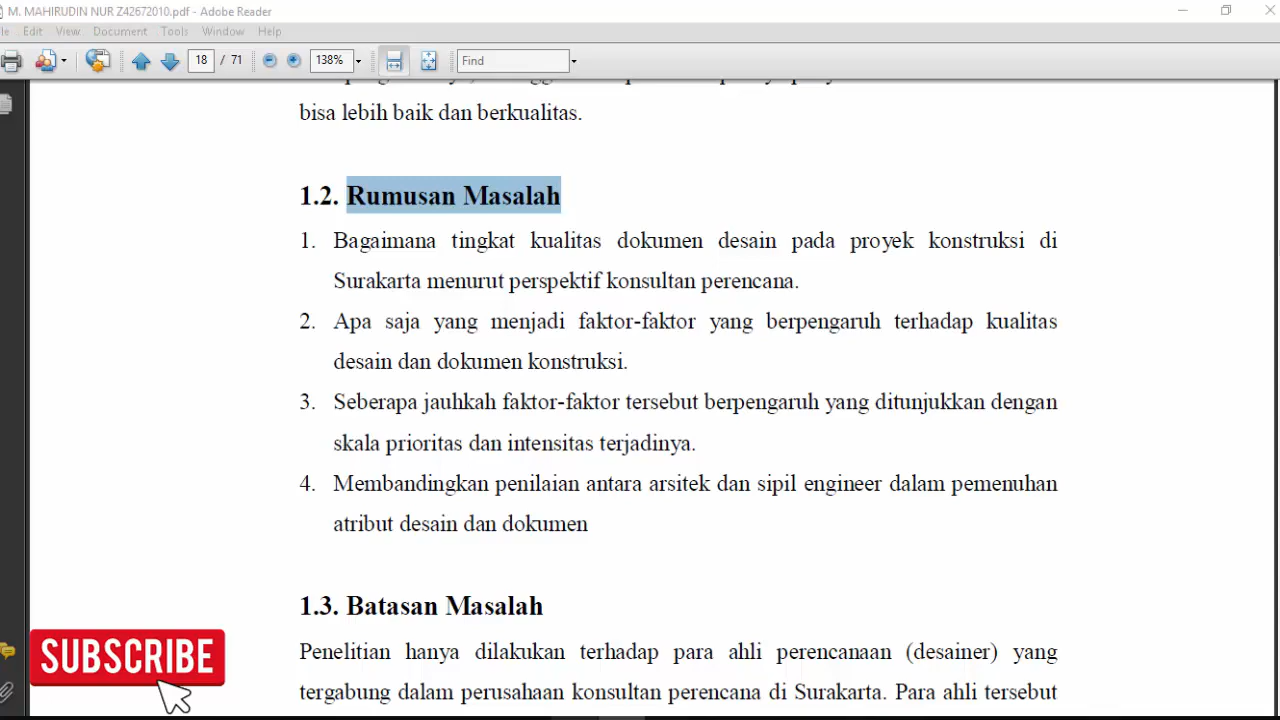 M. MAHIRUDIN NUR Z42672010.pdf - Adobe Reader
Edit View Document Tools Window Help
18 / 71 138% Find
bisa lebih baik dan berkualitas.
1.2. Rumusan Masalah
1. Bagaimana tingkat kualitas dokumen desain pada proyek konstruksi di
Surakarta menurut perspektif konsultan perencana.
2. Apa saja yang menjadi faktor-faktor yang berpengaruh terhadap kualitas
desain dan dokumen konstruksi.
3. Seberapa jauhkah faktor-faktor tersebut berpengaruh yang ditunjukkan dengan
skala prioritas dan intensitas terjadinya.
4. Membandingkan penilaian antara arsitek dan sipil engineer dalam pemenuhan
atribut desain dan dokumen
1.3. Batasan Masalah
Penelitian hanya dilakukan terhadap para ahli perencanaan (desainer) yang
tergabung dalam perusahaan konsultan perencana di Surakarta. Para ahli tersebut
SUBSCRIBE